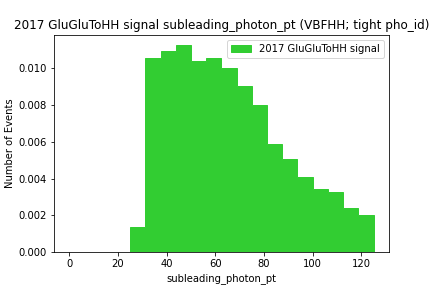 2017 GluGluToHH signal subleading_photon_pt (VBFHH; tight pho_id)
2017 GluGluToHH signal
Number of Events
0.010
0.008
0.006
0.004
0.002
0.000
0 20 40 60 80 100 120
subleading_photon_pt